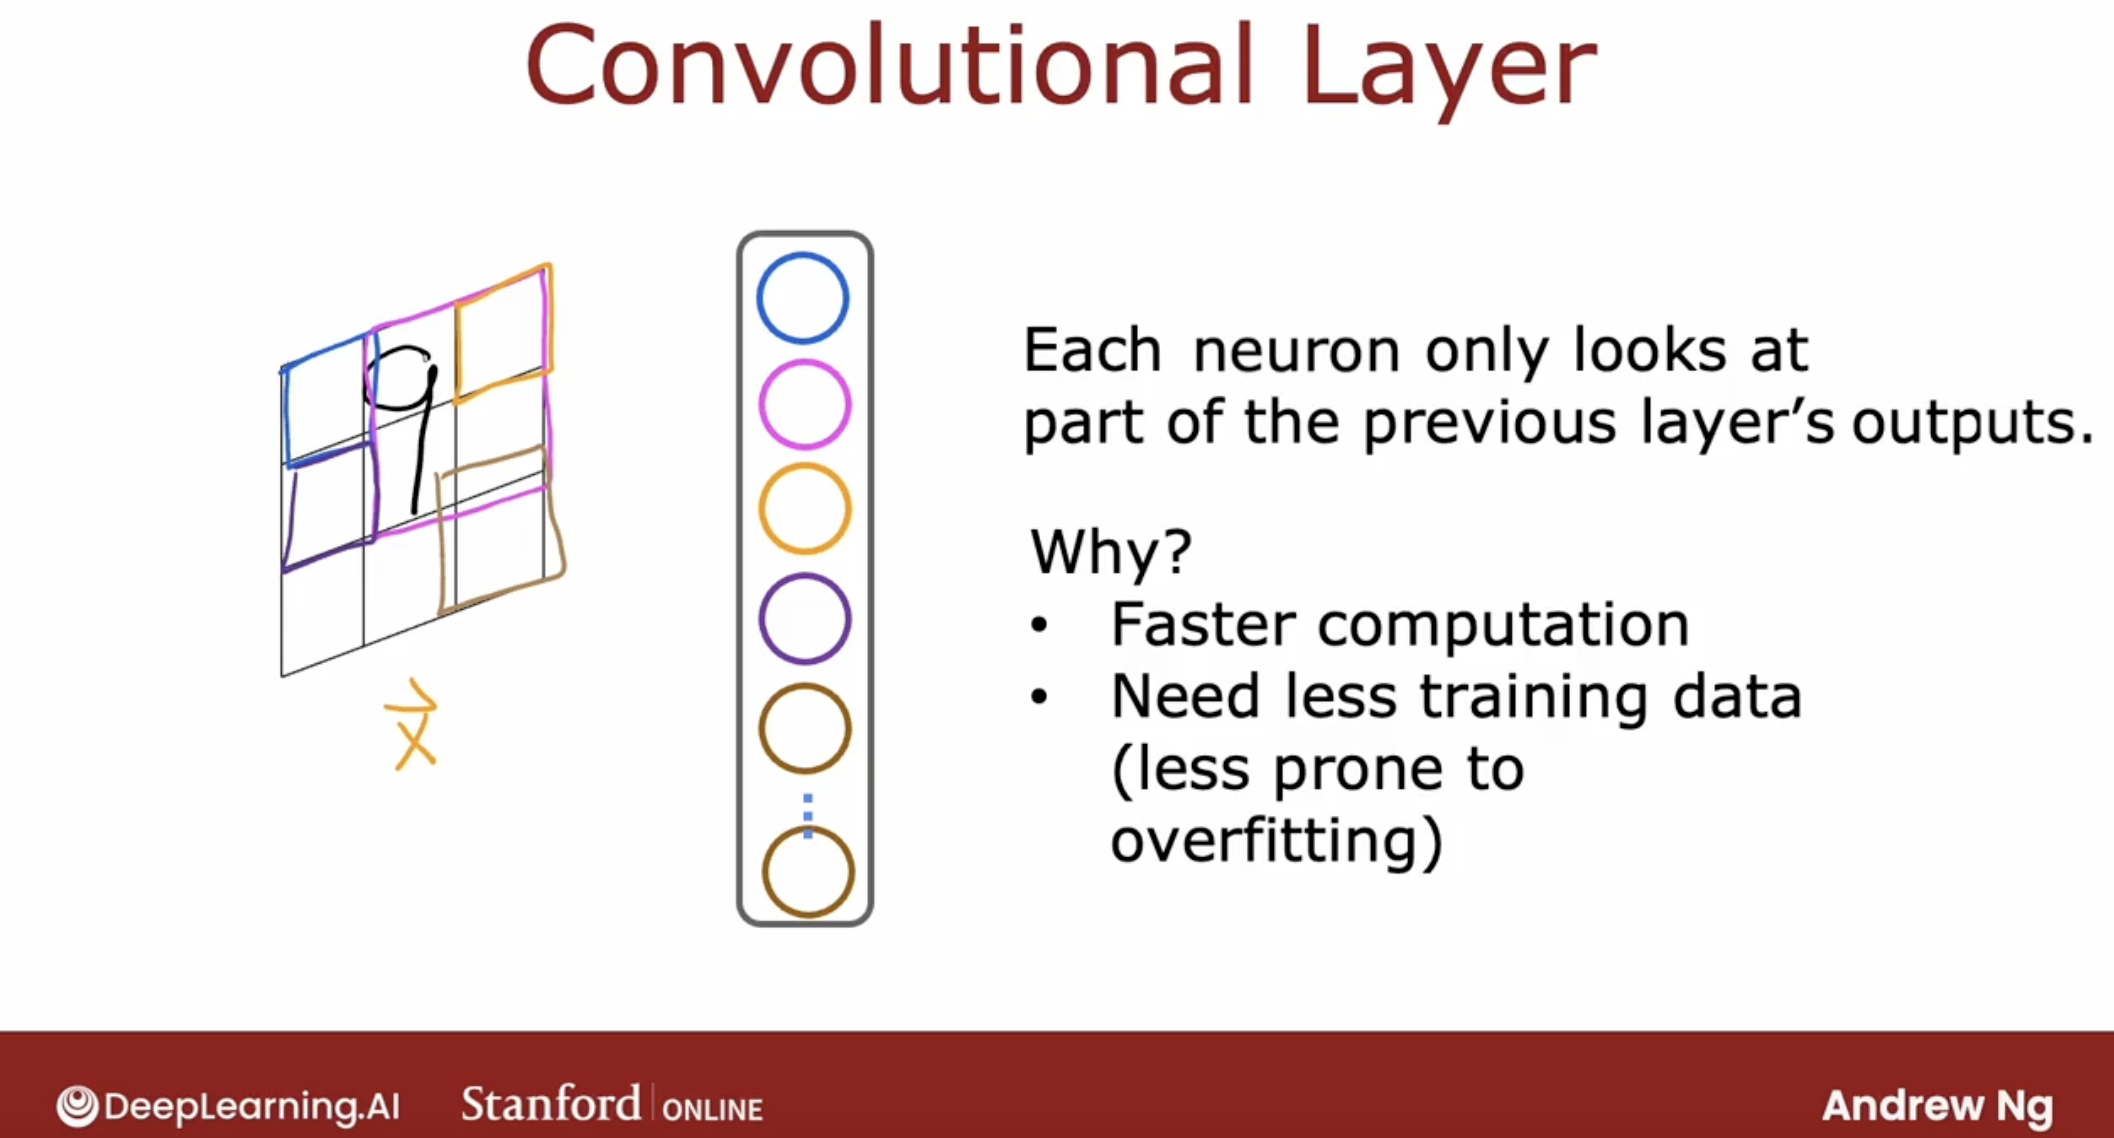 Convolutional Layer
9
Each neuron only looks at
part of the previous layer's outputs.
Why?
• Faster computation
• Need less training data
(less prone to
overfitting)
x⃗
DeepLearning.AI Stanford | ONLINE Andrew Ng